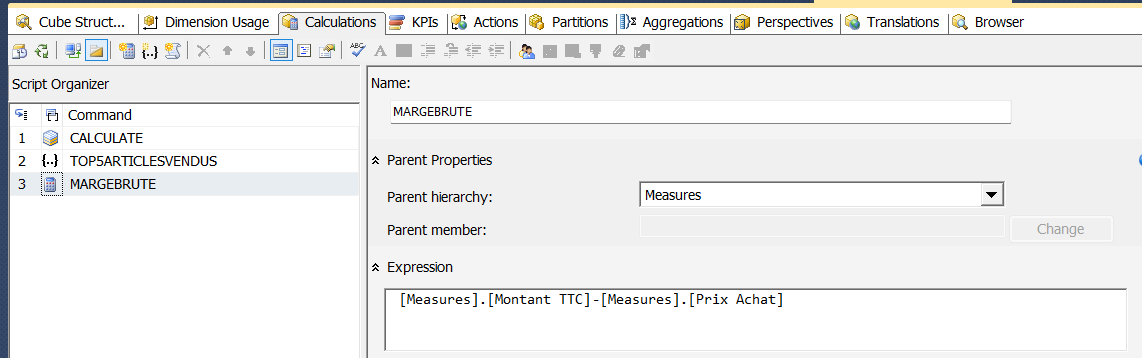 Cube Struct... Dimension Usage Calculations KPIs Actions Partitions Aggregations Perspectives Translations Browser
Script Organizer
Command
1 CALCULATE
2 {..} TOP5ARTICLESVENDUS
3 MARGEBRUTE
Name:
MARGEBRUTE
Parent Properties
Parent hierarchy: Measures
Parent member: Change
Expression
[Measures].[Montant TTC]-[Measures].[Prix Achat]